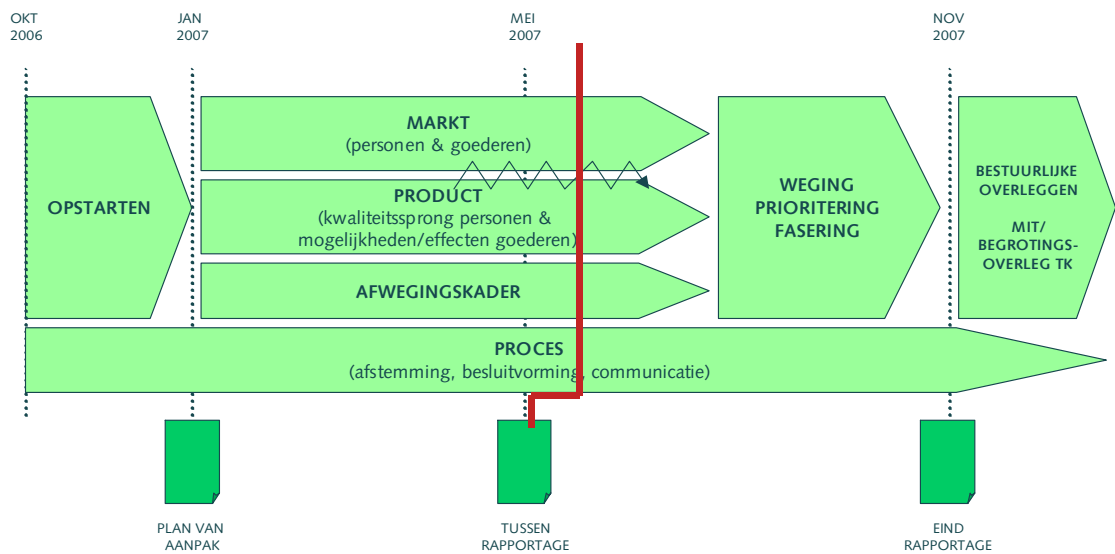 OKT
2006
JAN
2007
MEI
2007
NOV
2007
OPSTARTEN
MARKT
(personen & goederen)
PRODUCT
(kwaliteitssprong personen &
mogelijkheden/effecten goederen)
AFWEGINGSKADER
WEGING
PRIORITERING
FASERING
BESTUURLIJKE
OVERLEGGEN
MIT/
BEGROTINGS-
OVERLEG TK
PROCES
(afstemming, besluitvorming, communicatie)
PLAN VAN
AANPAK
TUSSEN
RAPPORTAGE
EIND
RAPPORTAGE